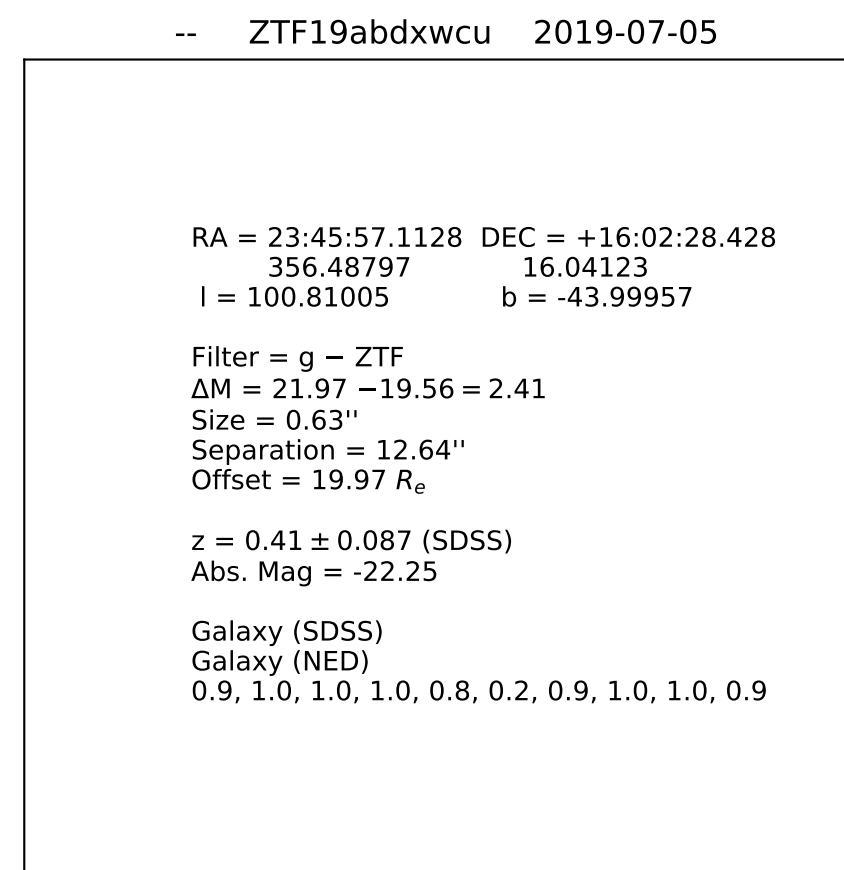 -- ZTF19abdxwcu 2019-07-05
RA = 23:45:57.1128 DEC = +16:02:28.428
356.48797 16.04123
l = 100.81005 b = -43.99957
Filter = g − ZTF
ΔM = 21.97 −19.56 = 2.41
Size = 0.63''
Separation = 12.64''
Offset = 19.97 Re
z = 0.41 ± 0.087 (SDSS)
Abs. Mag = -22.25
Galaxy (SDSS)
Galaxy (NED)
0.9, 1.0, 1.0, 1.0, 0.8, 0.2, 0.9, 1.0, 1.0, 0.9